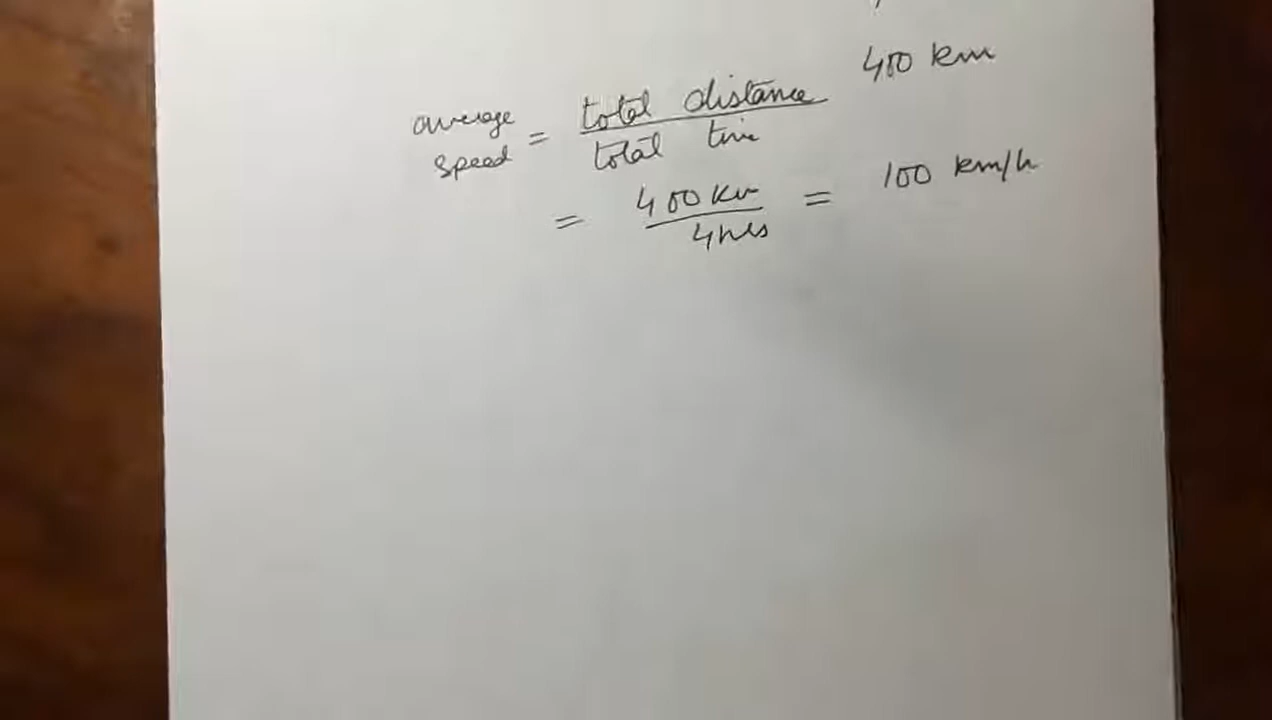 400 km
average speed = total distance / total time
= 400 km / 4 hrs = 100 km/h